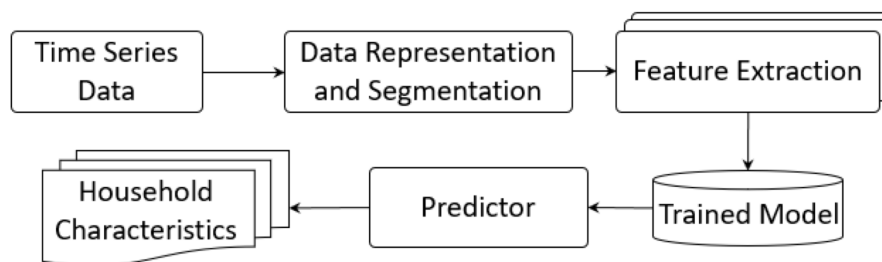 Time Series
Data
Data Representation
and Segmentation
Feature Extraction
Household
Characteristics
Predictor
Trained Model